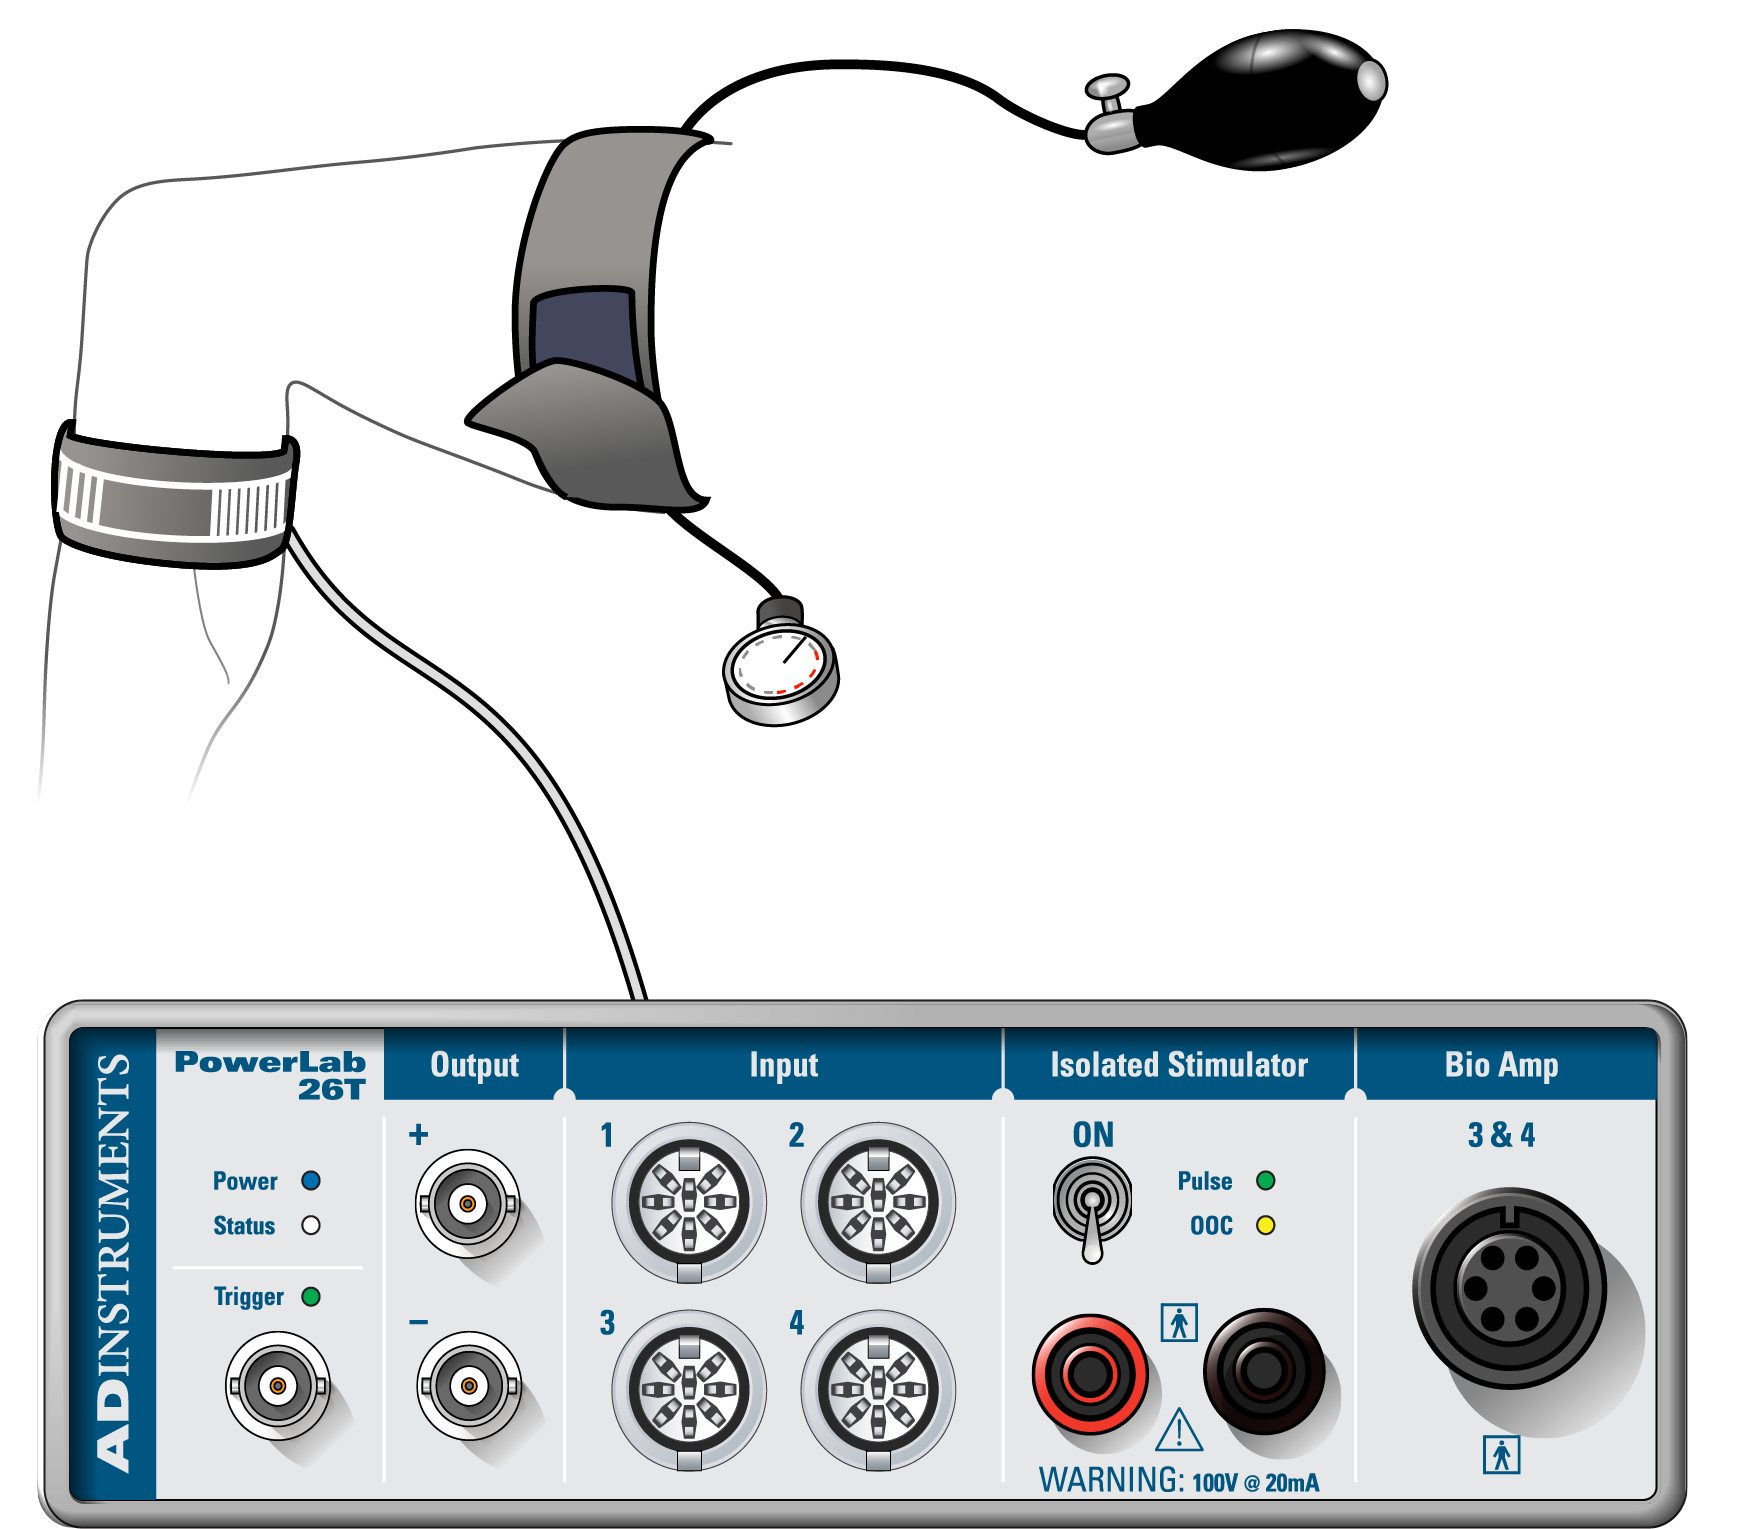 ADINSTRUMENTS
PowerLab
26T
Power
Status
Trigger
Output
+
−
Input
1
2
3
4
Isolated Stimulator
ON
Pulse
OOC
WARNING: 100V @ 20mA
Bio Amp
3 & 4